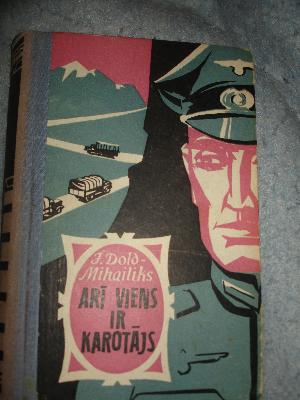 J. Dold-
Mihailiks
ARĪ VIENS
IR
KAROTĀJS